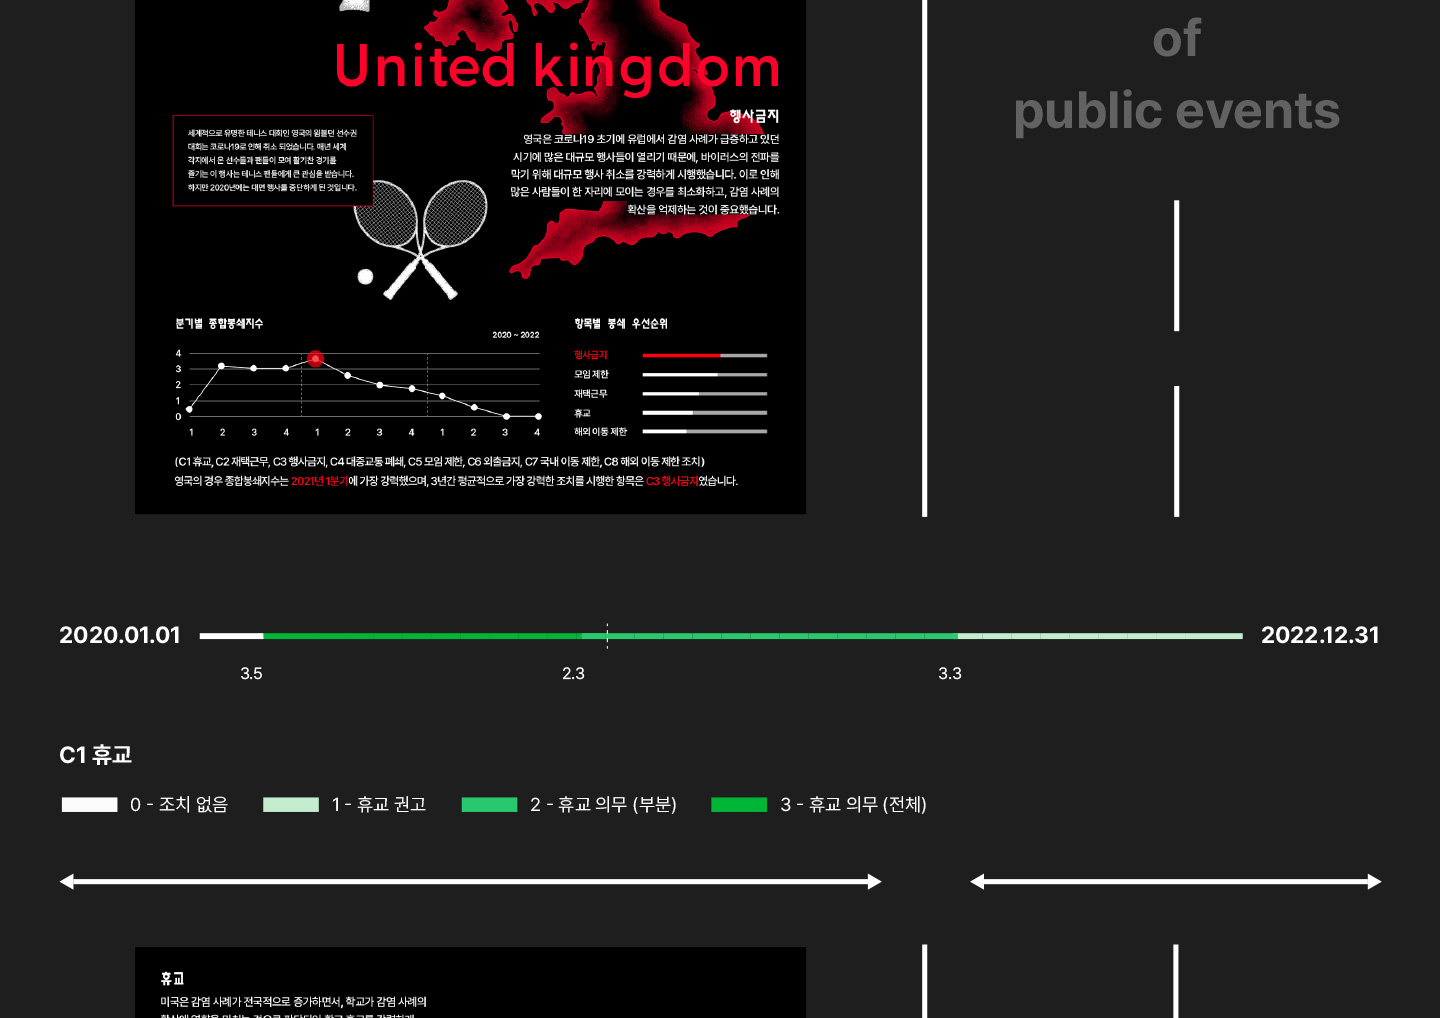 of
public events
United kingdom
행사금지
영국은 코로나19 초기에 유럽에서 감염 사례가 급증하고 있던
시기에 많은 대규모 행사들이 열리기 때문에, 바이러스의 전파를
막기 위해 대규모 행사 취소를 강력하게 시행했습니다. 이로 인해
많은 사람들이 한 자리에 모이는 경우를 최소화하고, 감염 사례의
확산을 억제하는 것이 중요했습니다.
세계적으로 유명한 테니스 대회인 영국의 윔블던 선수권
대회는 코로나19로 인해 취소 되었습니다. 매년 세계
각지에서 온 선수들과 팬들이 모여 활기찬 경기를
즐기는 이 행사는 테니스 팬들에게 큰 관심을 받습니다.
하지만 2020년에는 대면 행사를 중단하게 된 것입니다.
분기별 종합봉쇄지수
2020 ~ 2022
4
3
2
1
0
1 2 3 4 1 2 3 4 1 2 3 4
항목별 봉쇄 우선순위
행사금지
모임 제한
재택근무
휴교
해외 이동 제한
(C1 휴교, C2 재택근무, C3 행사금지, C4 대중교통 폐쇄, C5 모임 제한, C6 외출금지, C7 국내 이동 제한, C8 해외 이동 제한 조치)
영국의 경우 종합봉쇄지수는 2021년 1분기에 가장 강력했으며, 3년간 평균적으로 가장 강력한 조치를 시행한 항목은 C3 행사금지였습니다.
2020.01.01
2022.12.31
3.5 2.3 3.3
C1 휴교
0 - 조치 없음
1 - 휴교 권고
2 - 휴교 의무 (부분)
3 - 휴교 의무 (전체)
휴교
미국은 감염 사례가 전국적으로 증가하면서, 학교가 감염 사례의